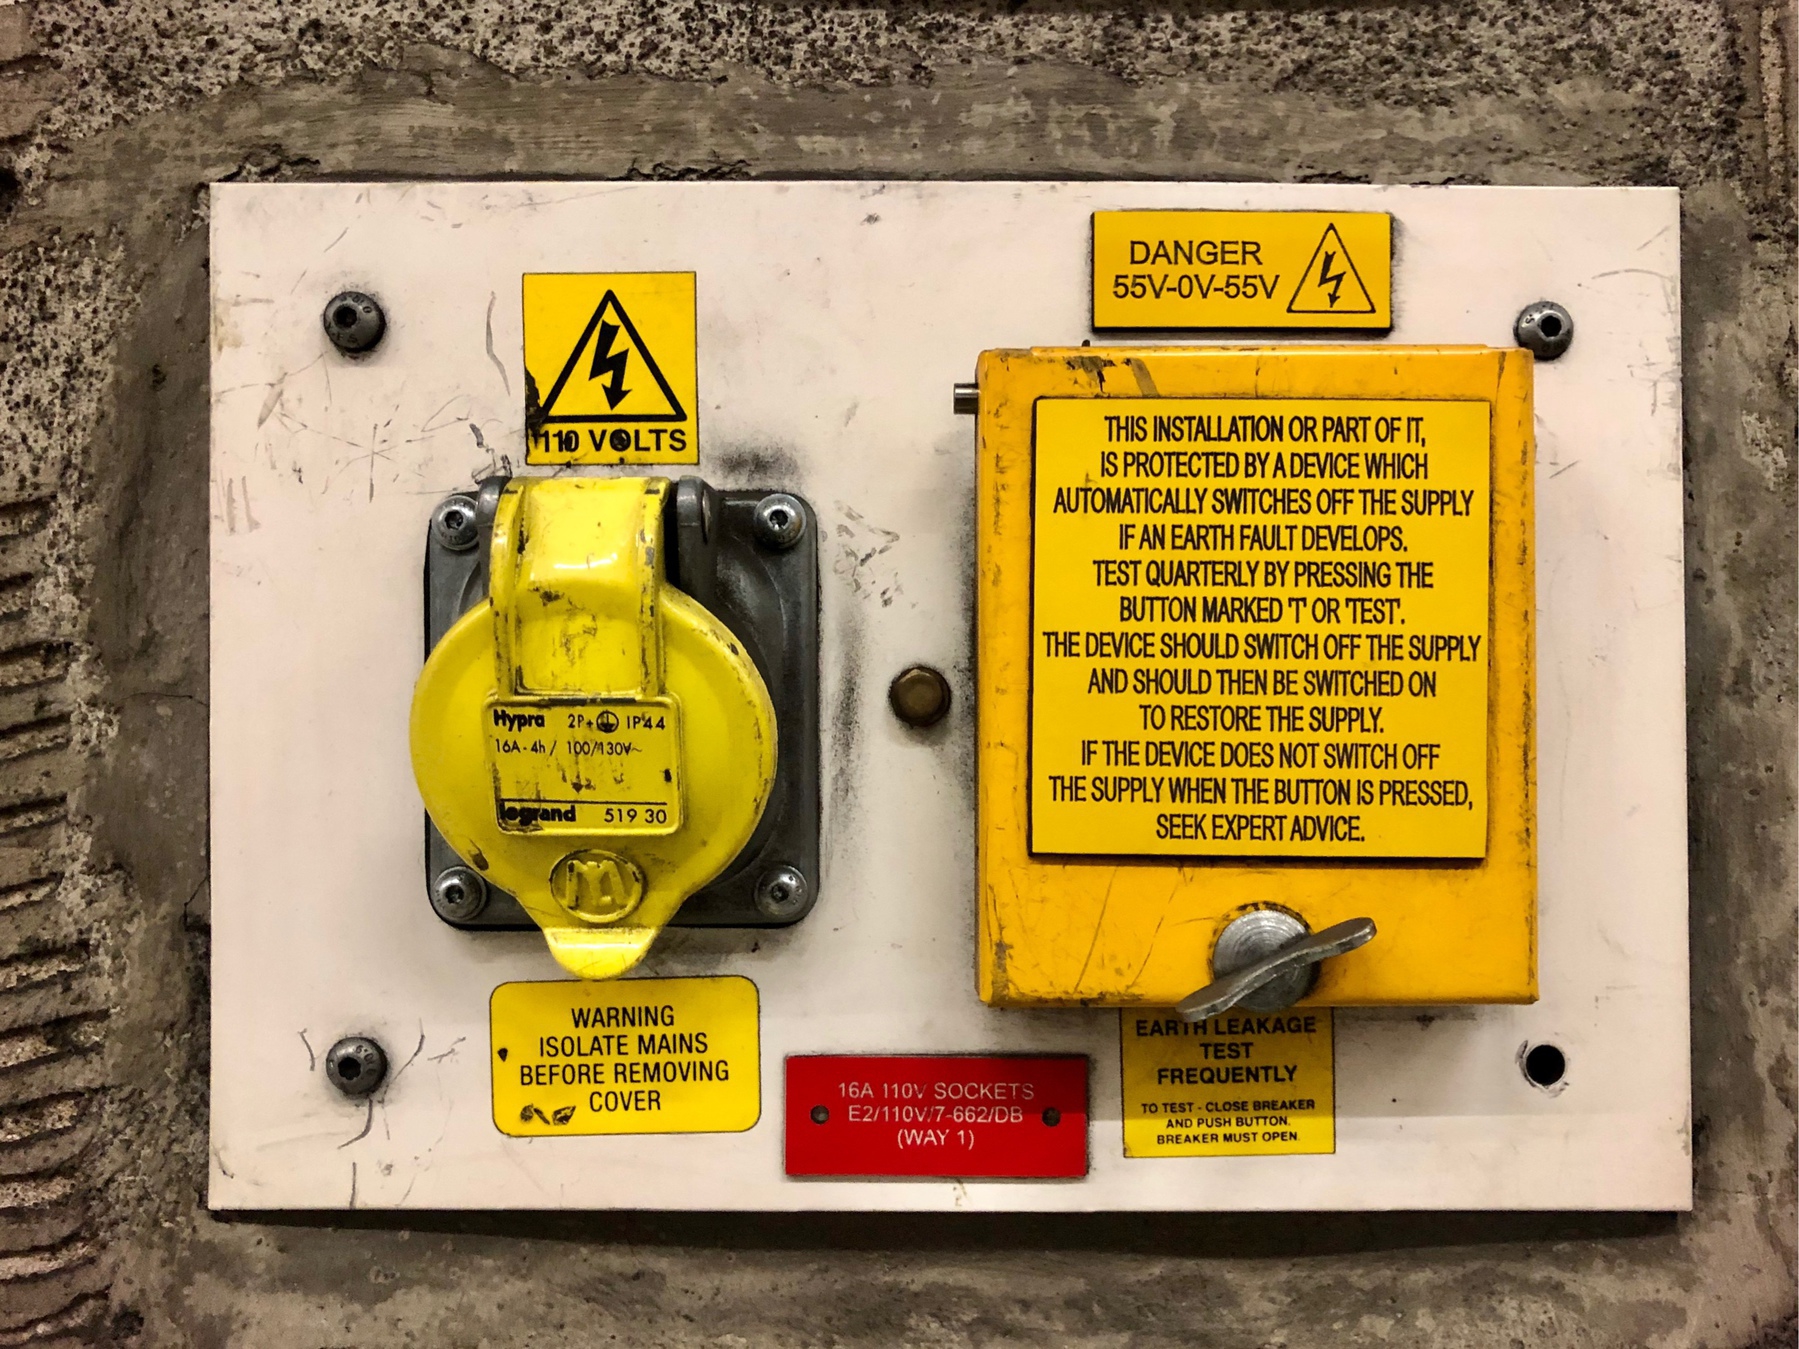 DANGER
55V-0V-55V
110 VOLTS
THIS INSTALLATION OR PART OF IT,
IS PROTECTED BY A DEVICE WHICH
AUTOMATICALLY SWITCHES OFF THE SUPPLY
IF AN EARTH FAULT DEVELOPS.
TEST QUARTERLY BY PRESSING THE
BUTTON MARKED 'T' OR 'TEST'.
THE DEVICE SHOULD SWITCH OFF THE SUPPLY
AND SHOULD THEN BE SWITCHED ON
TO RESTORE THE SUPPLY.
IF THE DEVICE DOES NOT SWITCH OFF
THE SUPPLY WHEN THE BUTTON IS PRESSED,
SEEK EXPERT ADVICE.
Hypra 2P+⏚ IP44
16A-4h/ 100/130V~
legrand 519 30
WARNING
ISOLATE MAINS
BEFORE REMOVING
COVER
16A 110V SOCKETS
E2/110V/7-662/DB
(WAY 1)
EARTH LEAKAGE
TEST
FREQUENTLY
TO TEST - CLOSE BREAKER
AND PUSH BUTTON.
BREAKER MUST OPEN.